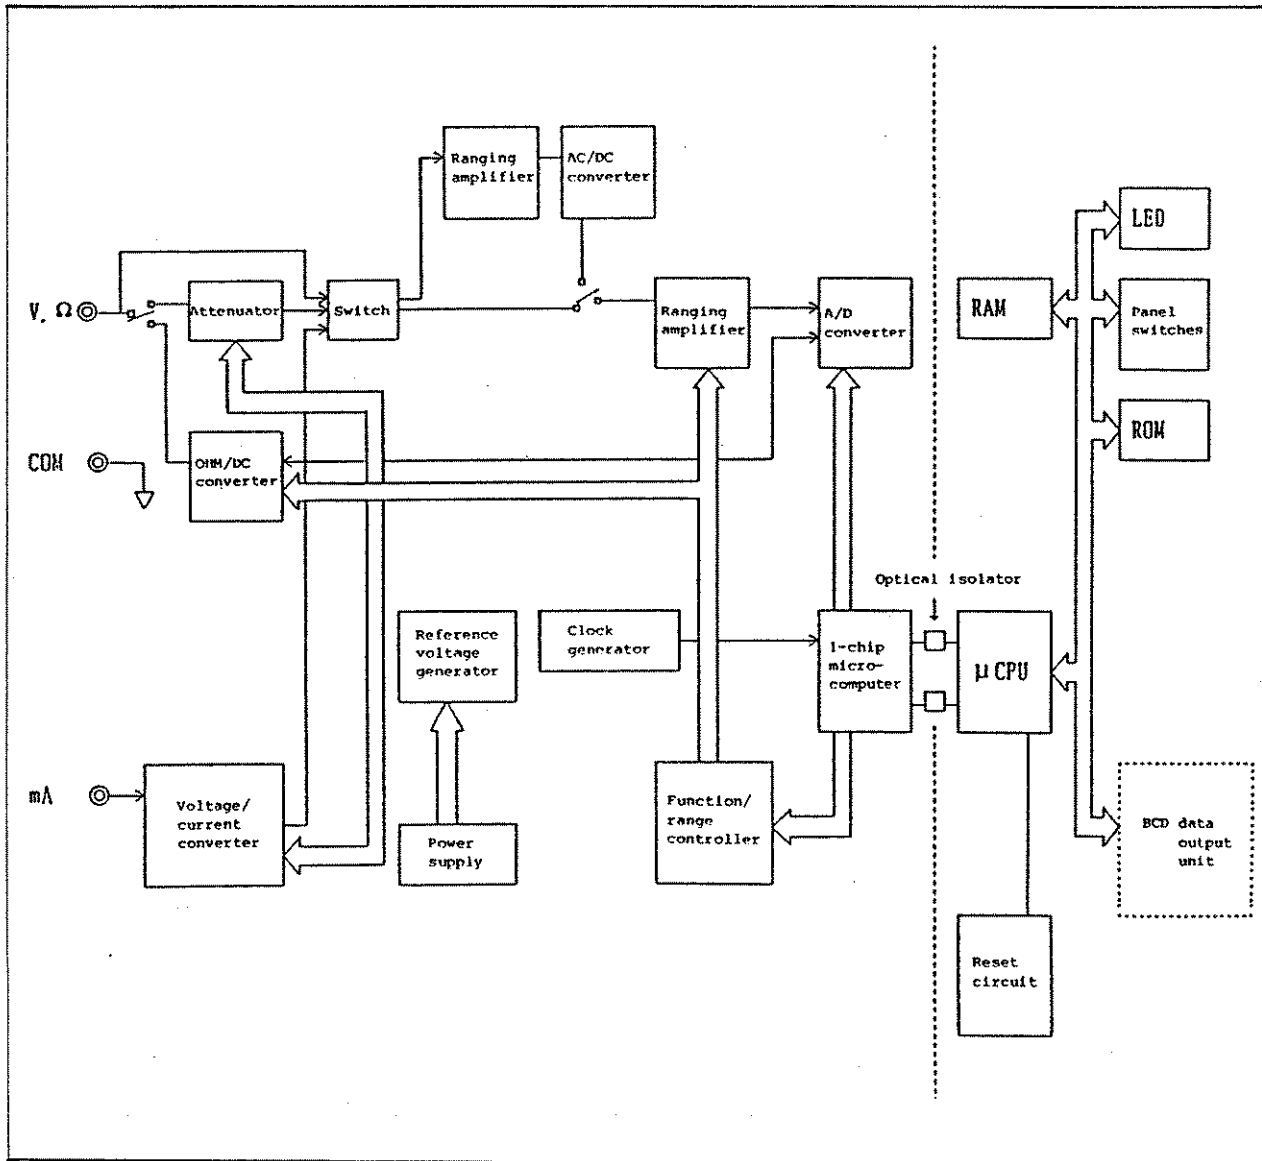 Ranging
amplifier
AC/DC
converter
LED
V, Ω
Attenuator
Switch
Ranging
amplifier
A/D
converter
RAM
Panel
switches
ROM
COM
OHM/DC
converter
Optical isolator
Reference
voltage
generator
Clock
generator
1-chip
micro-
computer
μ CPU
mA
Voltage/
current
converter
Power
supply
Function/
range
controller
BCD data
output
unit
Reset
circuit